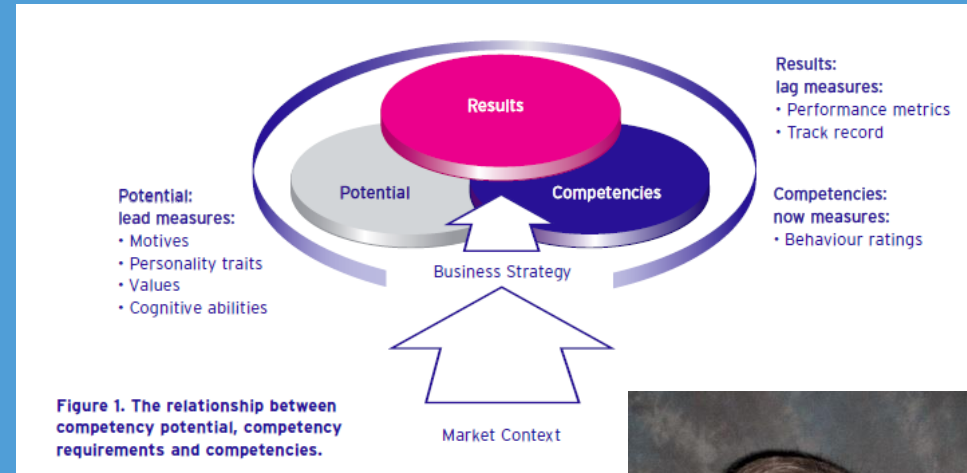 Results
Potential
Competencies
Business Strategy
Market Context
Results:
lag measures:
• Performance metrics
• Track record
Competencies:
now measures:
• Behaviour ratings
Potential:
lead measures:
• Motives
• Personality traits
• Values
• Cognitive abilities
Figure 1. The relationship between
competency potential, competency
requirements and competencies.